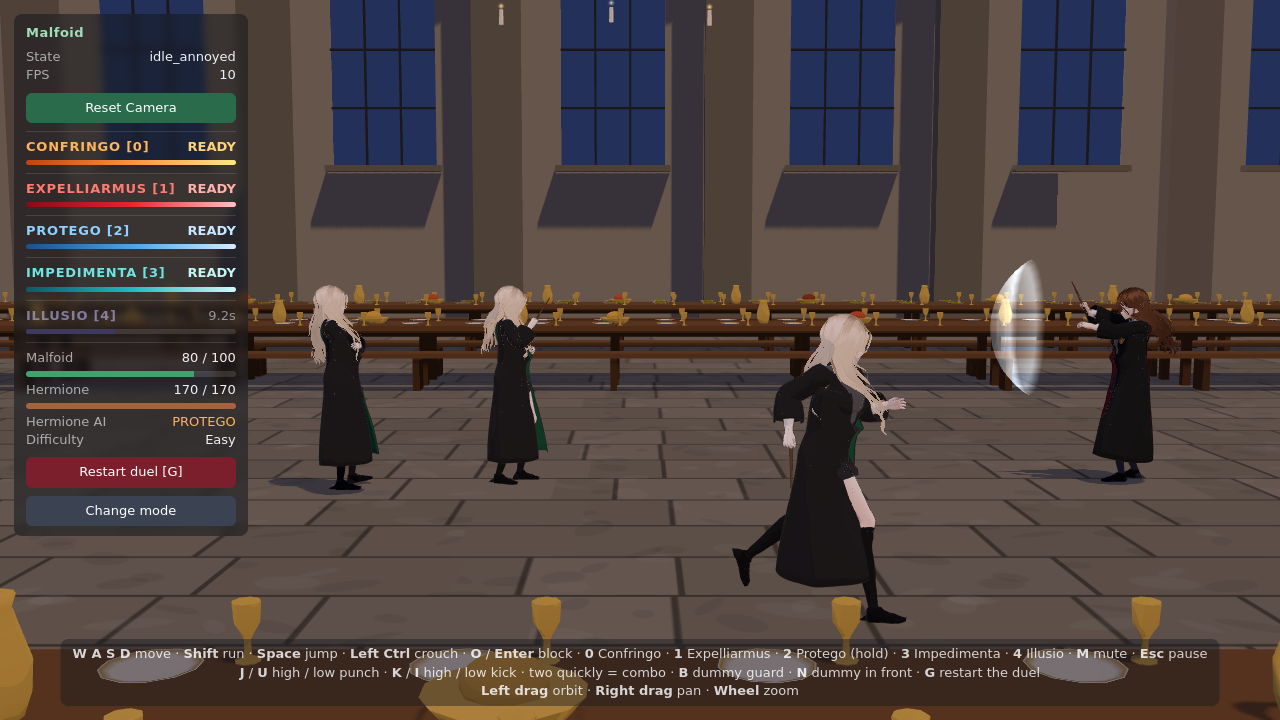 Malfoid
State idle_annoyed
FPS 10
Reset Camera
CONFRINGO [0] READY
EXPELLIARMUS [1] READY
PROTEGO [2] READY
IMPEDIMENTA [3] READY
ILLUSIO [4] 9.2s
Malfoid 80 / 100
Hermione 170 / 170
Hermione AI PROTEGO
Difficulty Easy
Restart duel [G]
Change mode
W A S D move · Shift run · Space jump · Left Ctrl crouch · O / Enter block · 0 Confringo · 1 Expelliarmus · 2 Protego (hold) · 3 Impedimenta · 4 Illusio · M mute · Esc pause
J / U high / low punch · K / I high / low kick · two quickly = combo · B dummy guard · N dummy in front · G restart the duel
Left drag orbit · Right drag pan · Wheel zoom